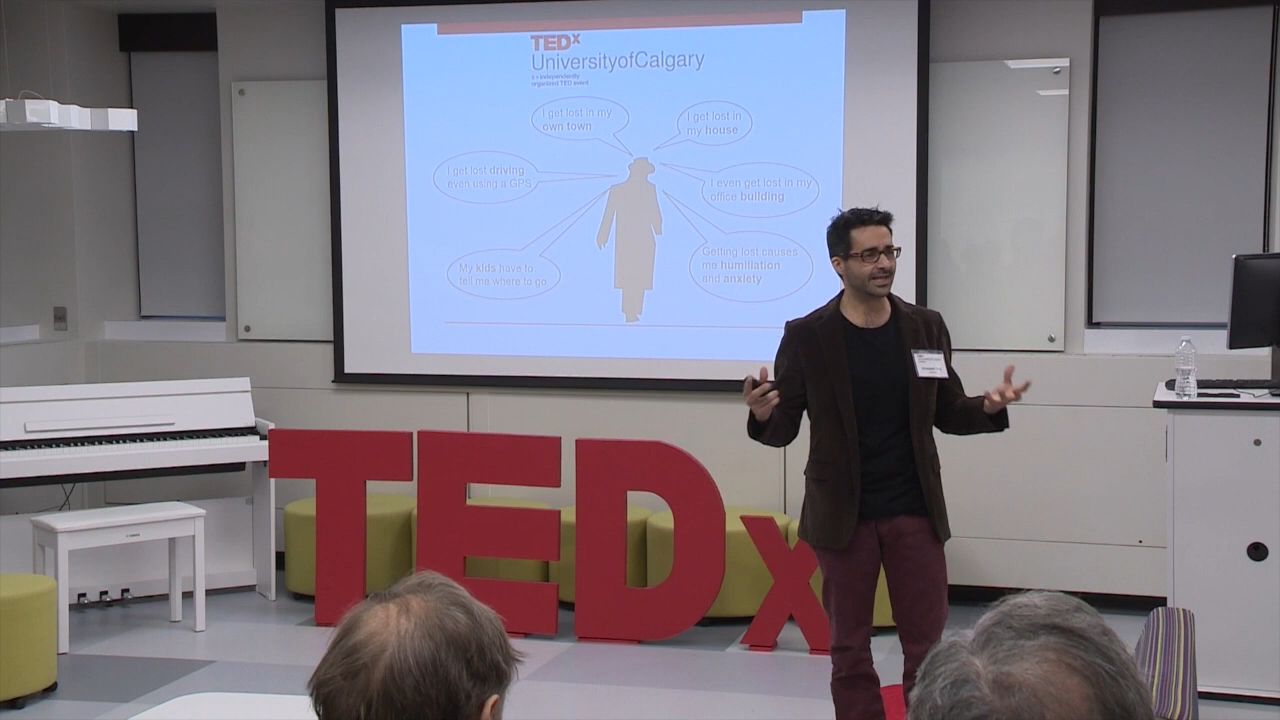 TEDx
UniversityofCalgary
x = independently
organized TED event
I get lost in my
own town
I get lost in
my house
I get lost driving
even using a GPS
I even get lost in my
office building
My kids have to
tell me where to go
Getting lost causes
me humiliation
and anxiety
TEDx